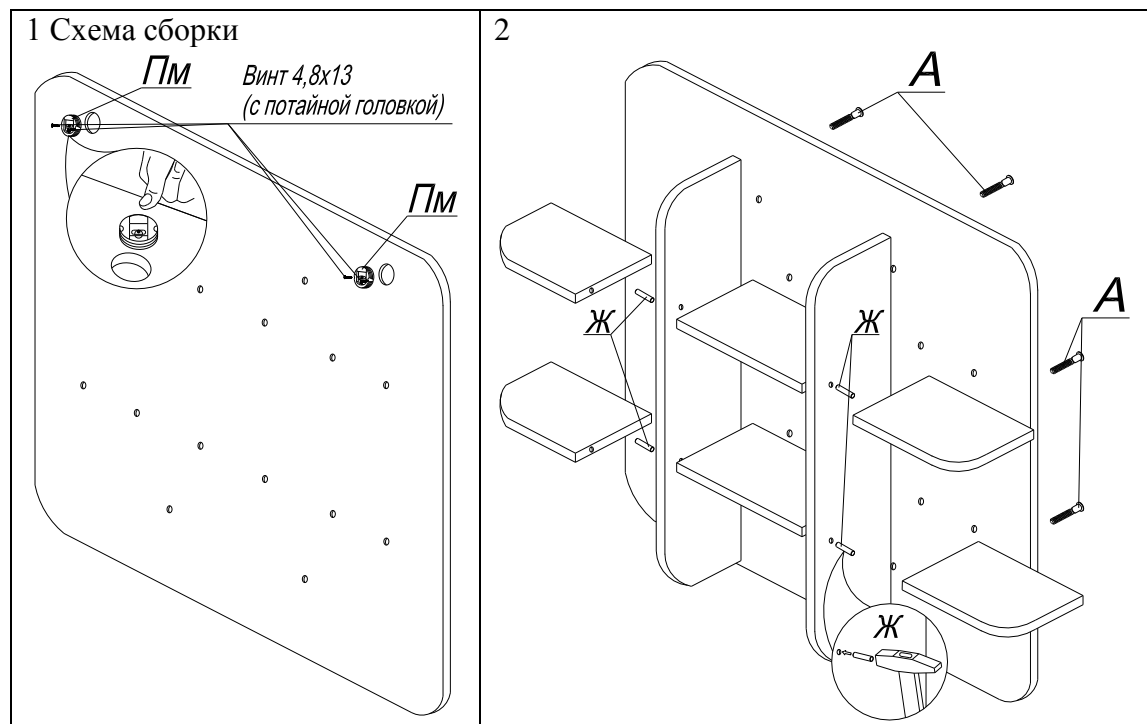 1 Схема сборки
Пм
Винт 4,8х13
(с потайной головкой)
Пм
2
А
А
Ж
Ж
Ж